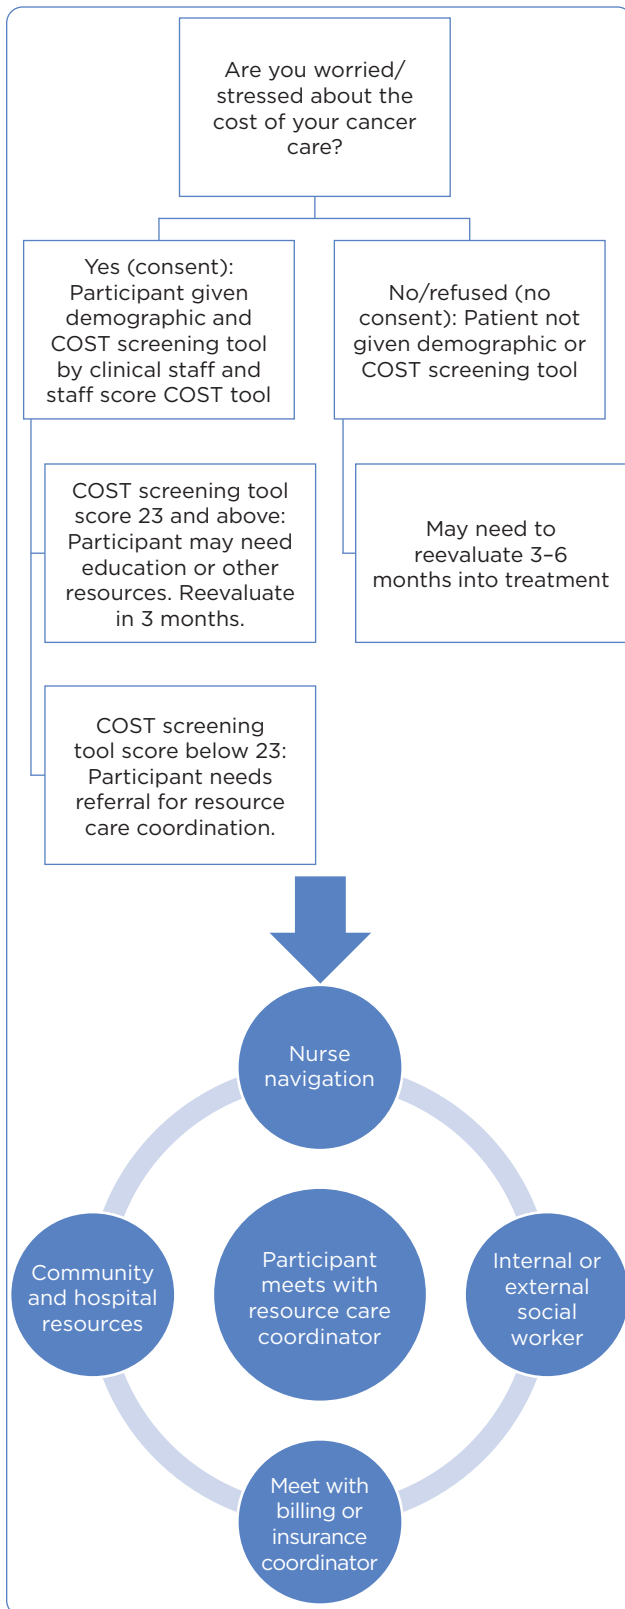 Are you worried/
stressed about the
cost of your cancer
care?
Yes (consent):
Participant given
demographic and
COST screening tool
by clinical staff and
staff score COST tool
No/refused (no
consent): Patient not
given demographic or
COST screening tool
COST screening tool
score 23 and above:
Participant may need
education or other
resources. Reevaluate
in 3 months.
May need to
reevaluate 3–6
months into treatment
COST screening
tool score below 23:
Participant needs
referral for resource
care coordination.
Nurse
navigation
Community
and hospital
resources
Participant
meets with
resource care
coordinator
Internal or
external
social
worker
Meet with
billing or
insurance
coordinator